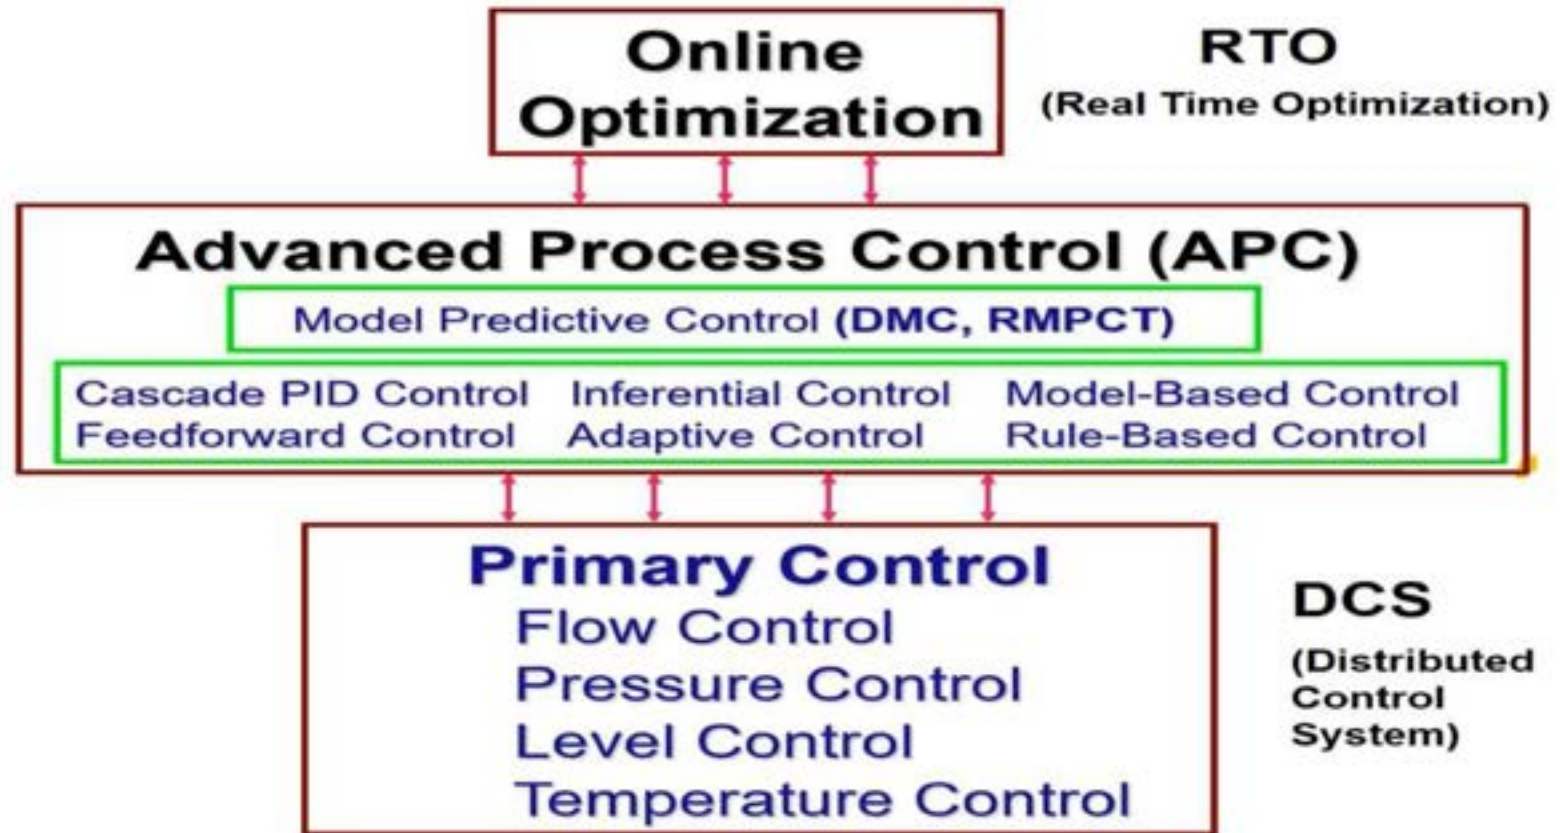 Online
Optimization
RTO
(Real Time Optimization)
Advanced Process Control (APC)
Model Predictive Control (DMC, RMPCT)
Cascade PID Control Inferential Control Model-Based Control
Feedforward Control Adaptive Control Rule-Based Control
Primary Control
Flow Control
Pressure Control
Level Control
Temperature Control
DCS
(Distributed
Control
System)